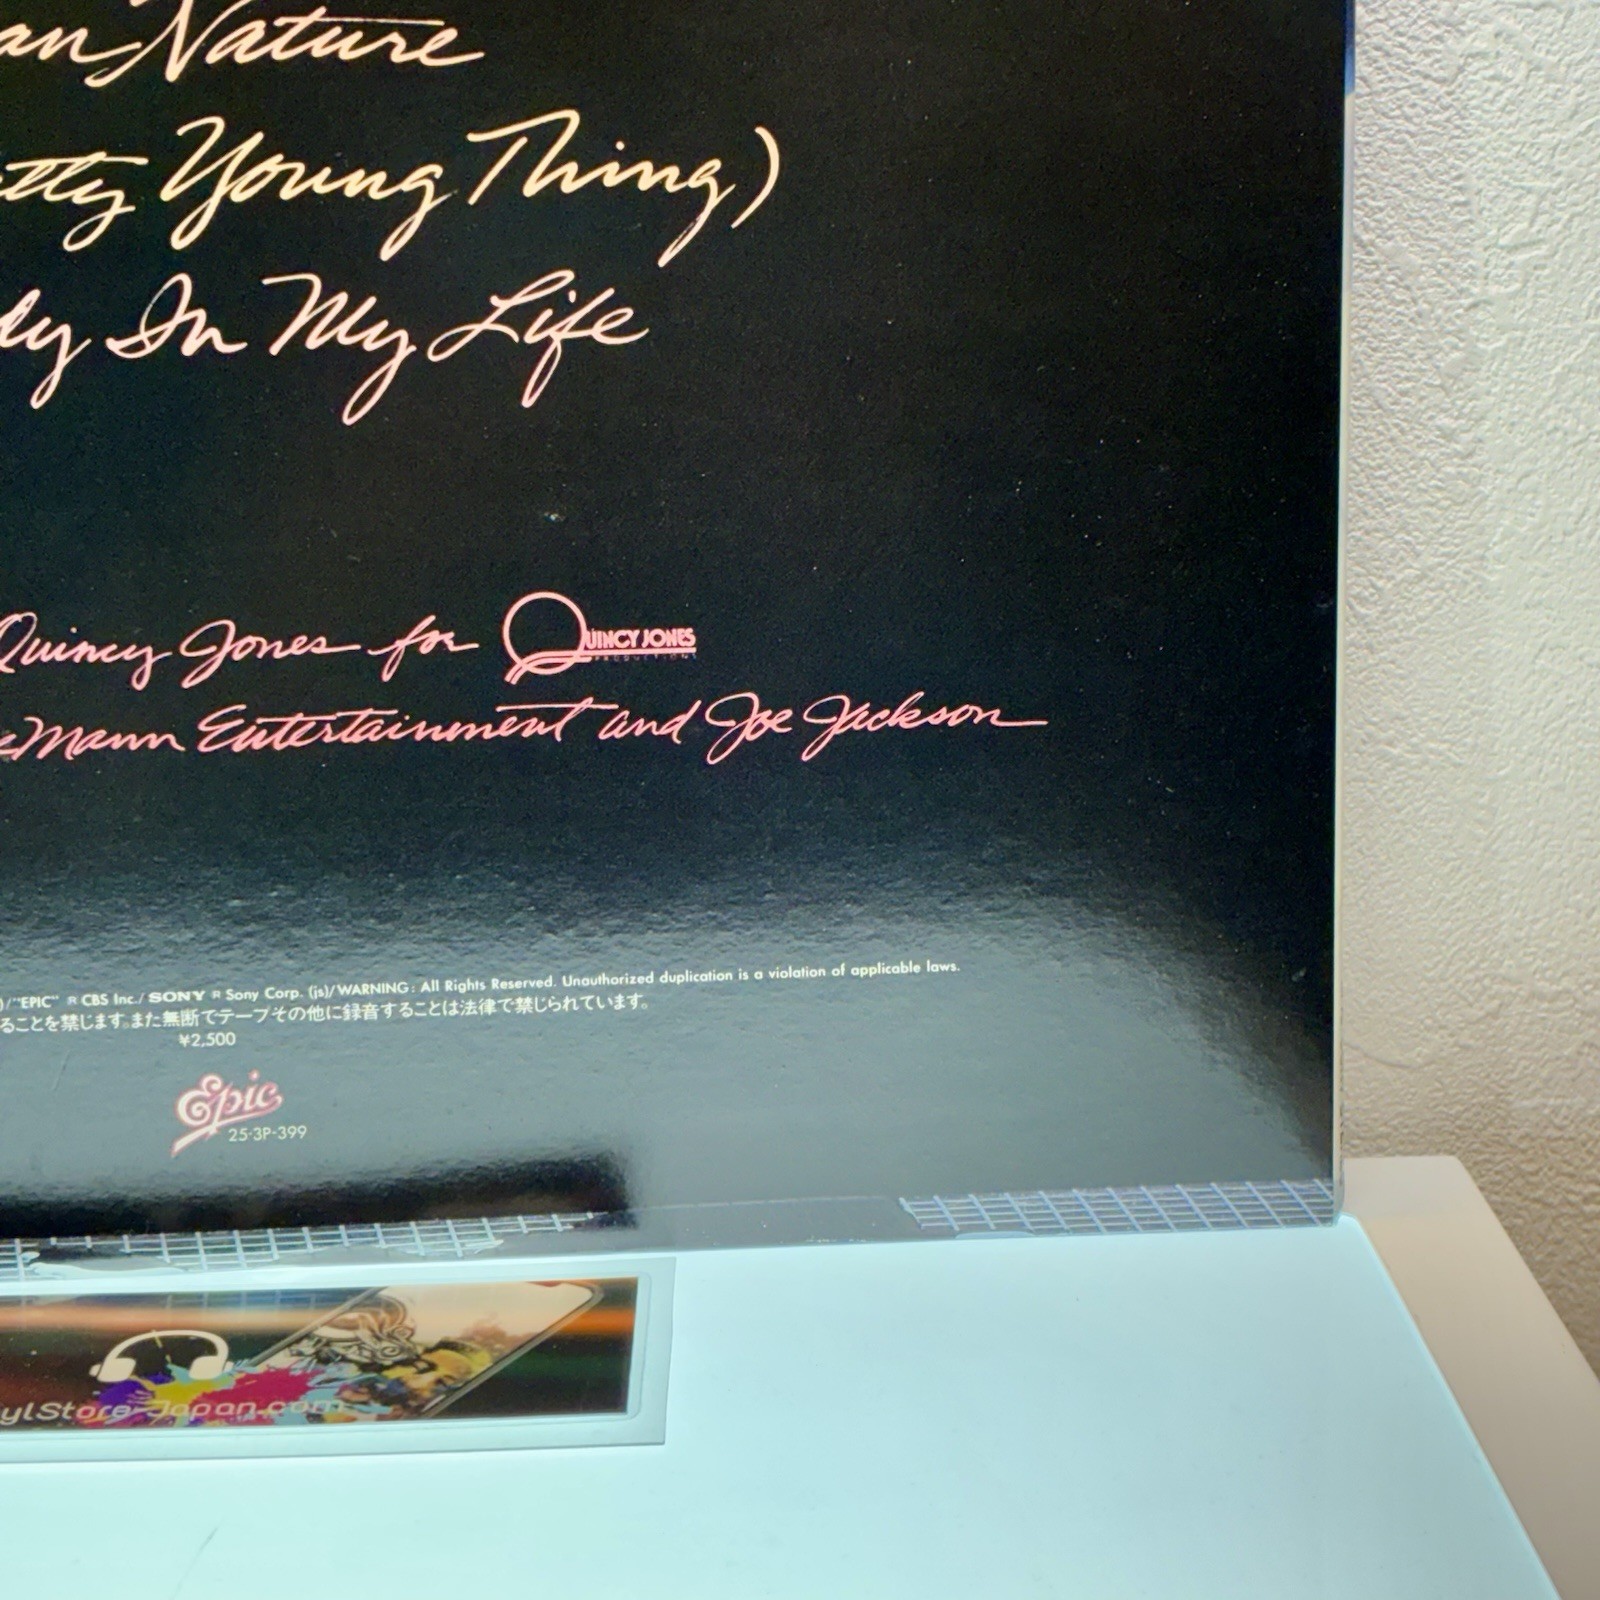 an Nature
tty Young Thing)
dy In My Life
Quincy Jones for QUINCY JONES PRODUCTIONS
eMann Entertainment and Joe Jackson
)/"EPIC" ® CBS Inc./ SONY ® Sony Corp. (js)/WARNING: All Rights Reserved. Unauthorized duplication is a violation of applicable laws.
ることを禁じます。また無断でテープその他に録音することは法律で禁じられています。
¥2,500
Epic
25·3P-399
ylStore-Japan.com